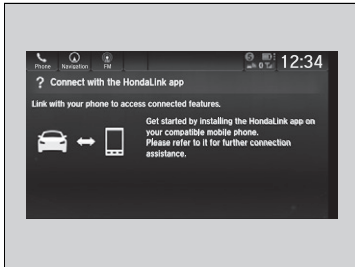 Phone Navigation FM 12:34
? Connect with the HondaLink app
Link with your phone to access connected features.
Get started by installing the HondaLink app on
your compatible mobile phone.
Please refer to it for further connection
assistance.